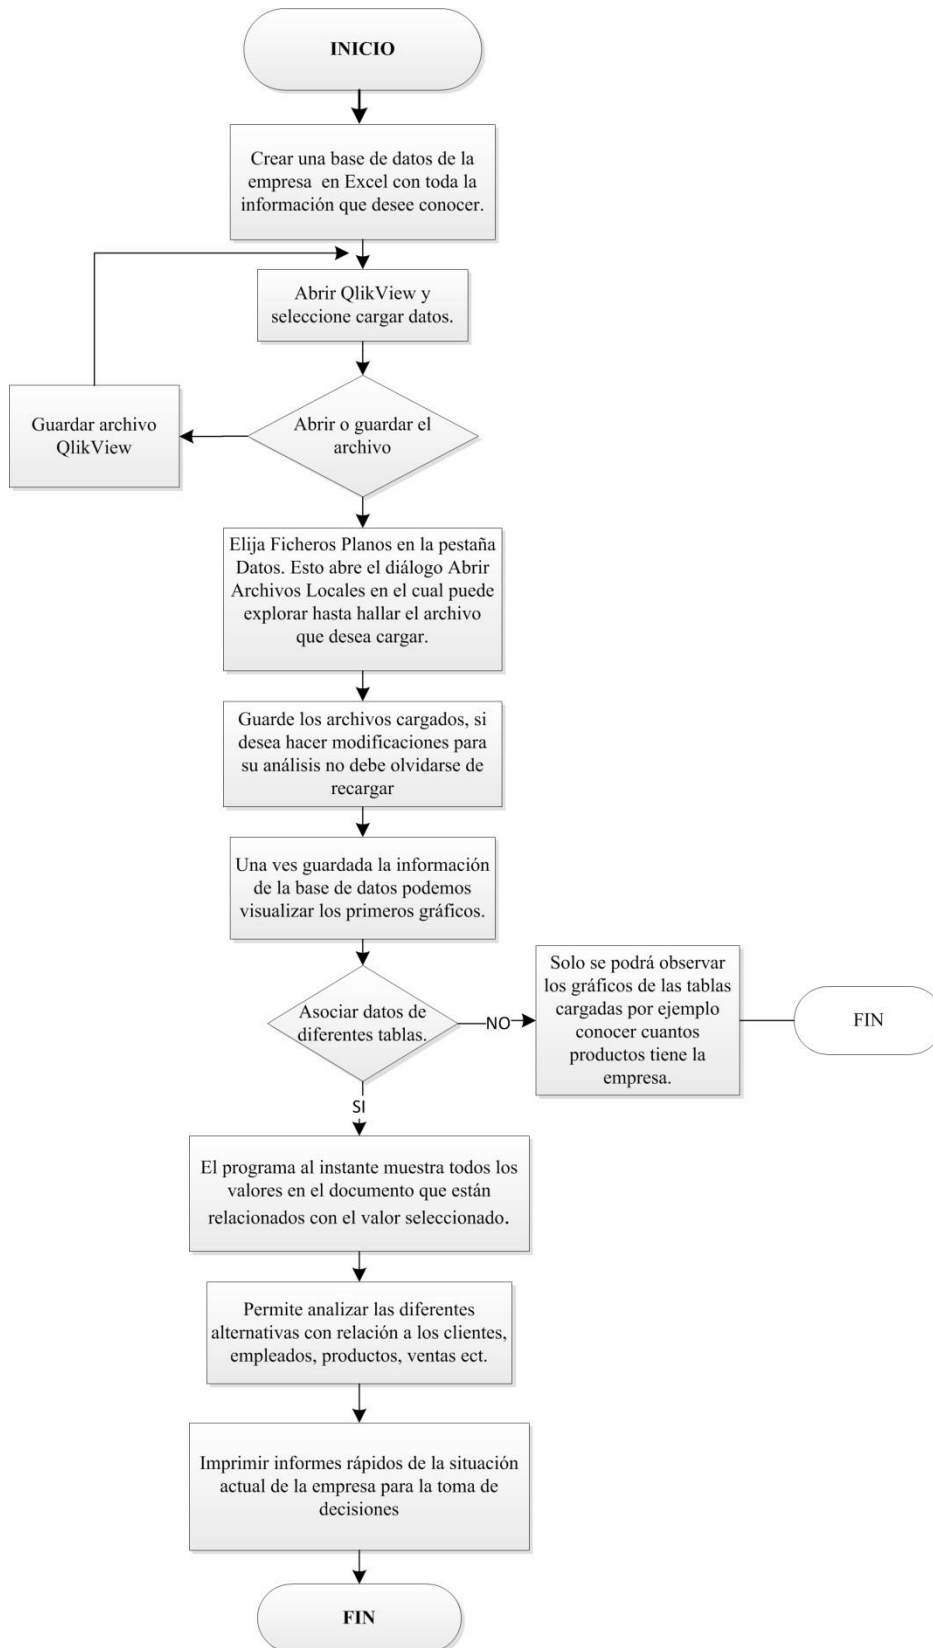 INICIO
Crear una base de datos de la
empresa  en Excel con toda la
información que desee conocer.
Abrir QlikView y
seleccione cargar datos.
Guardar archivo
QlikView
Abrir o guardar el
archivo
Elija Ficheros Planos en la pestaña
Datos. Esto abre el diálogo Abrir
Archivos Locales en el cual puede
explorar hasta hallar el archivo
que desea cargar.
Guarde los archivos cargados, si
desea hacer modificaciones para
su análisis no debe olvidarse de
recargar
Una ves guardada la información
de la base de datos podemos
visualizar los primeros gráficos.
Asociar datos de
diferentes tablas.
NO
Solo se podrá observar
los gráficos de las tablas
cargadas por ejemplo
conocer cuantos
productos tiene la
empresa.
FIN
SI
El programa al instante muestra todos los
valores en el documento que están
relacionados con el valor seleccionado.
Permite analizar las diferentes
alternativas con relación a los clientes,
empleados, productos, ventas ect.
Imprimir informes rápidos de la situación
actual de la empresa para la toma de
decisiones
FIN